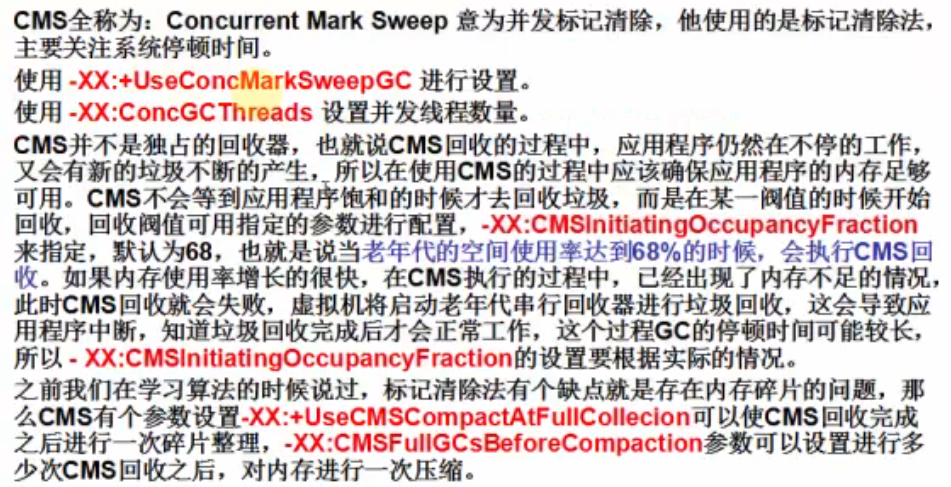 CMS全称为：Concurrent Mark Sweep 意为并发标记清除，他使用的是标记清除法，
主要关注系统停顿时间。
使用 -XX:+UseConcMarkSweepGC 进行设置。
使用 -XX:ConcGCThreads 设置并发线程数量。
CMS并不是独占的回收器，也就说CMS回收的过程中，应用程序仍然在不停的工作，
又会有新的垃圾不断的产生，所以在使用CMS的过程中应该确保应用程序的内存足够
可用。CMS不会等到应用程序饱和的时候才去回收垃圾，而是在某一阀值的时候开始
回收，回收阀值可用指定的参数进行配置，-XX:CMSInitiatingOccupancyFraction
来指定，默认为68，也就是说当老年代的空间使用率达到68%的时候，会执行CMS回
收。如果内存使用率增长的很快，在CMS执行的过程中，已经出现了内存不足的情况，
此时CMS回收就会失败，虚拟机将启动老年代串行回收器进行垃圾回收，这会导致应
用程序中断，知道垃圾回收完成后才会正常工作，这个过程GC的停顿时间可能较长，
所以 - XX:CMSInitiatingOccupancyFraction的设置要根据实际的情况。
之前我们在学习算法的时候说过，标记清除法有个缺点就是存在内存碎片的问题，那
么CMS有个参数设置-XX:+UseCMSCompactAtFullCollecion可以使CMS回收完成
之后进行一次碎片整理，-XX:CMSFullGCsBeforeCompaction参数可以设置进行多
少次CMS回收之后，对内存进行一次压缩。